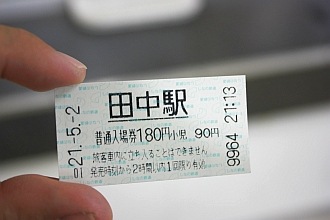 田中駅
普通入場券180円小児 90円
旅客車内に立ち入ることはできません
発売時刻から2時間以内1回限り有効
21.-5.-2
9964 21:13